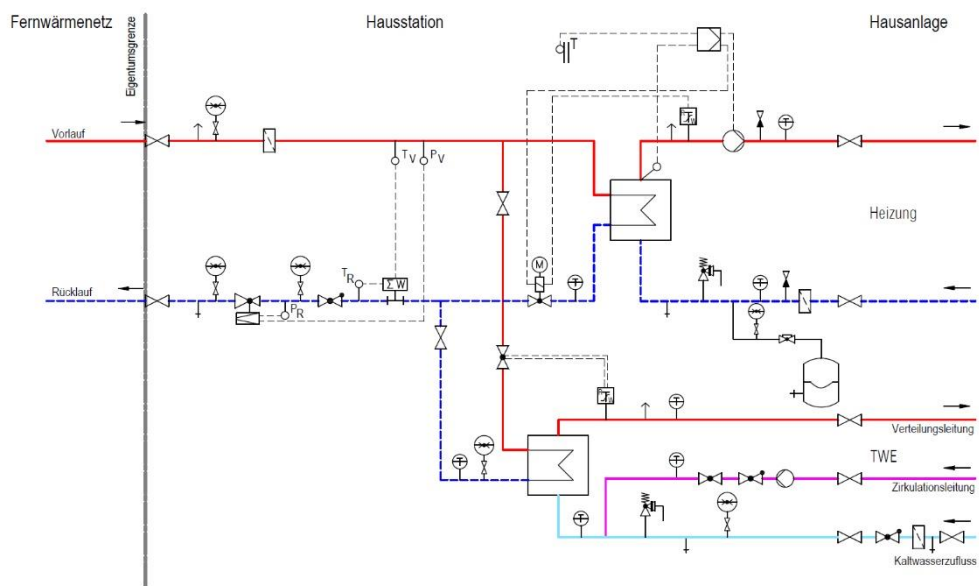 Fernwärmenetz
Hausstation
Hausanlage
Eigentumsgrenze
T
Vorlauf
T V
P V
Heizung
M
Rücklauf
T R
Σ W
P R
Verteilungsleitung
TWE
Zirkulationsleitung
Kaltwasserzufluss